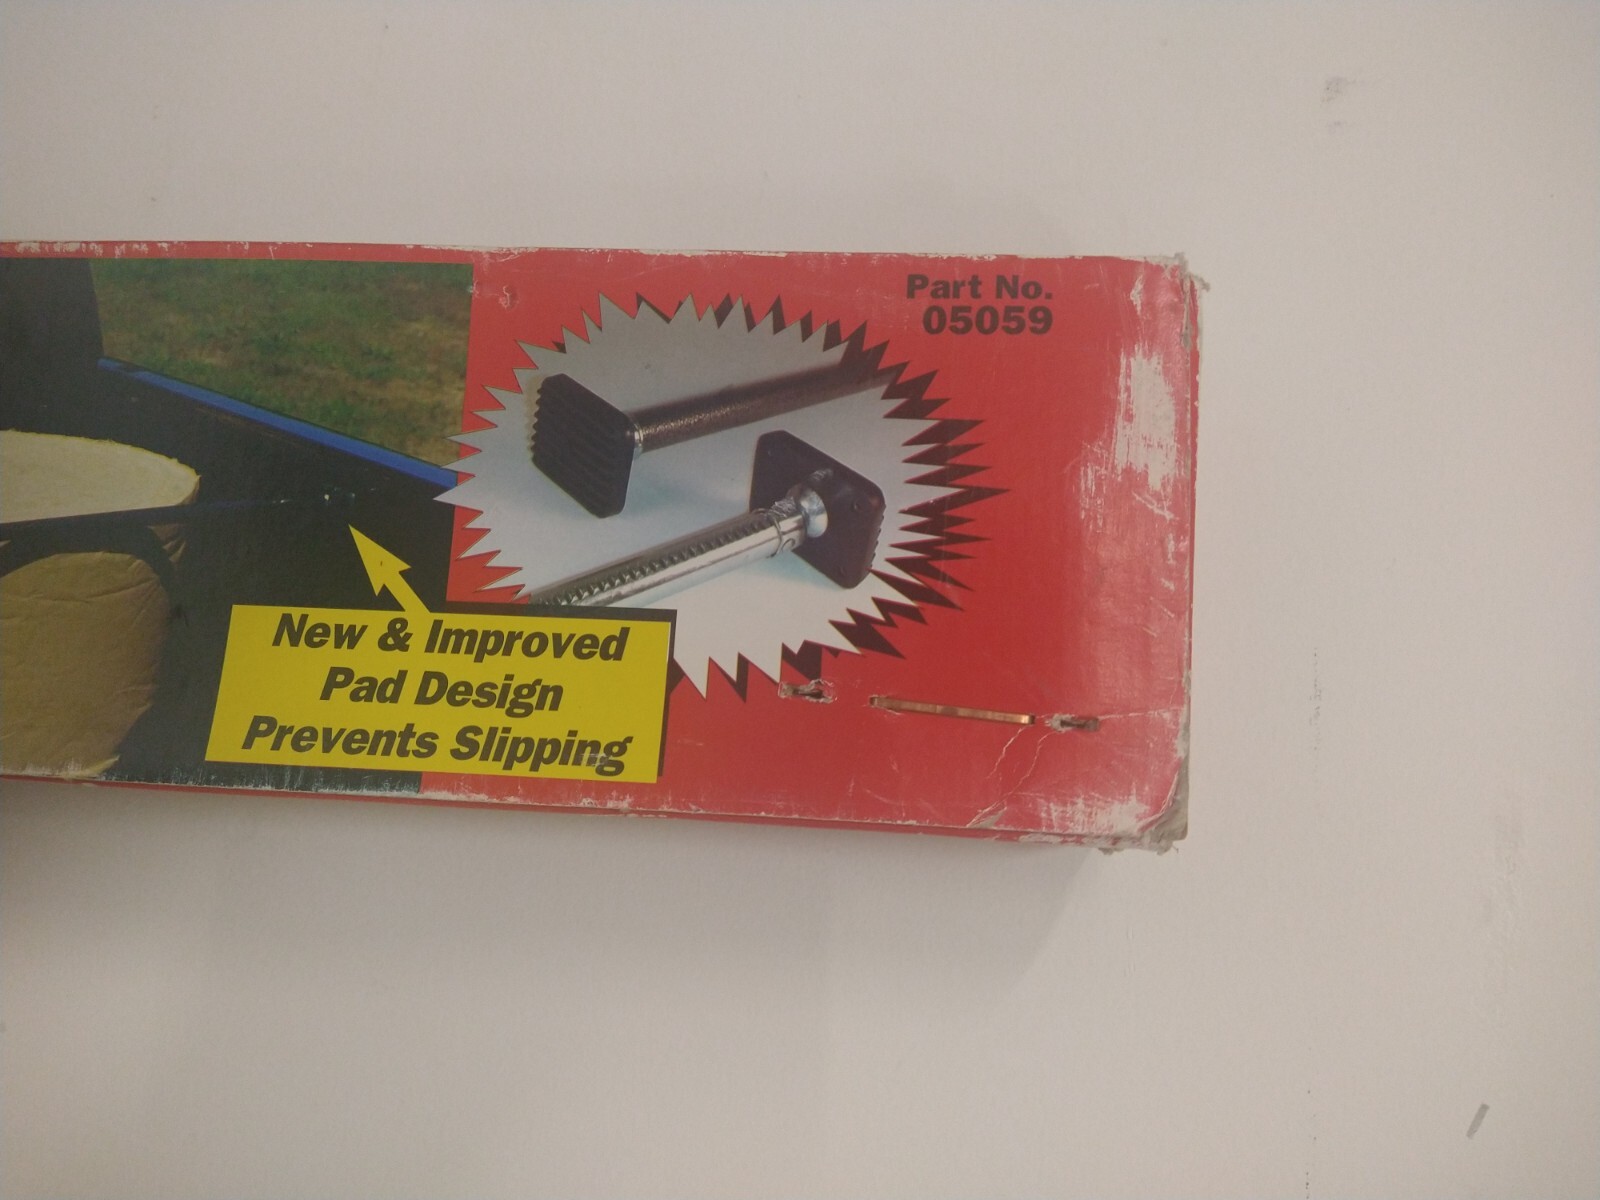 Part No.
05059
New & Improved
Pad Design
Prevents Slipping